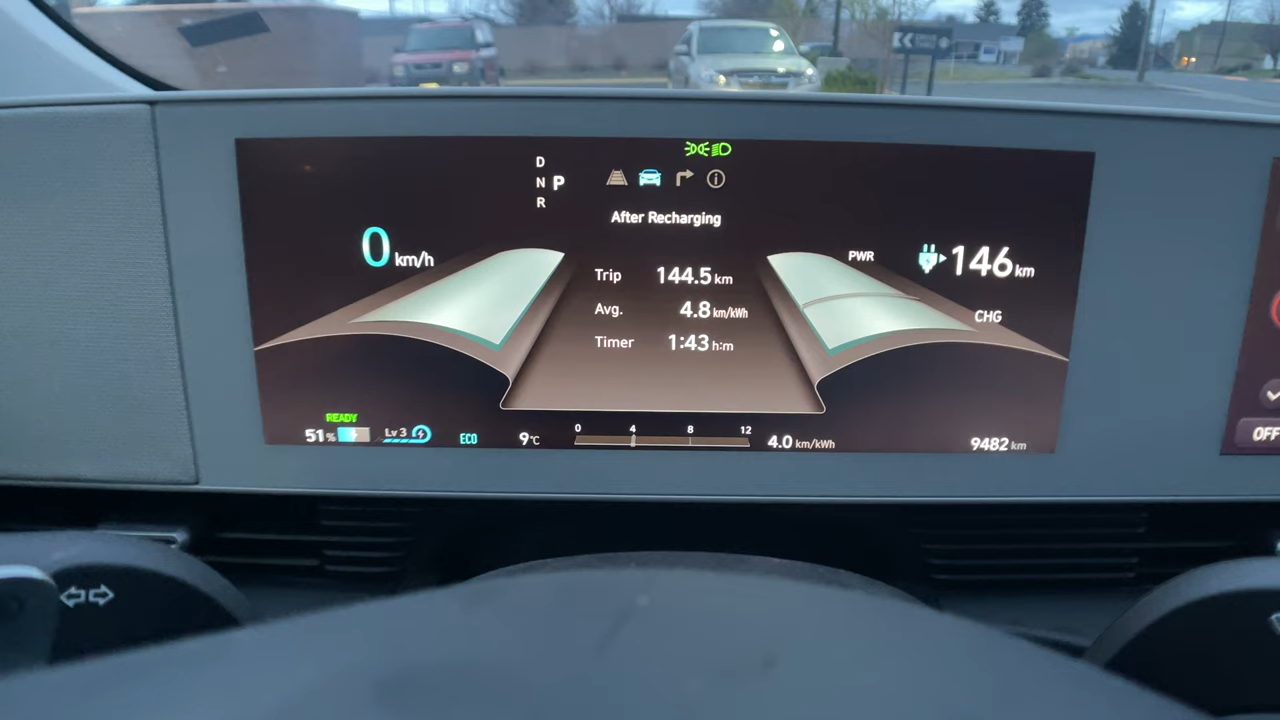 D
N P
R
After Recharging
0 km/h
PWR
146 km
Trip 144.5 km
Avg. 4.8 km/kWh
CHG
Timer 1:43 h:m
READY
51 % Lv 3 ECO 9°C 0 4 8 12 4.0 km/kWh 9482 km
OFF